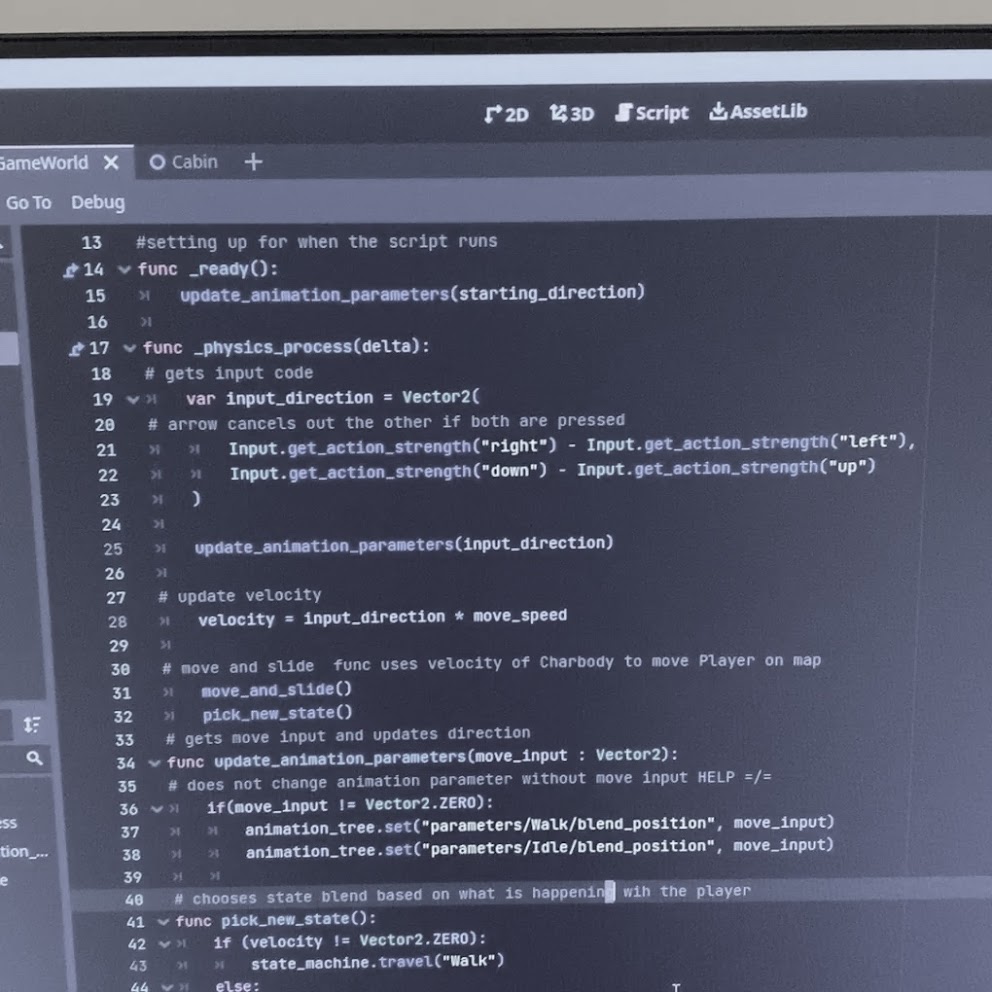 2D 3D Script AssetLib
GameWorld Cabin
Go To Debug
13 #setting up for when the script runs
14 func _ready():
15 update_animation_parameters(starting_direction)
16
17 func _physics_process(delta):
18 # gets input code
19 var input_direction = Vector2(
20 # arrow cancels out the other if both are pressed
21 Input.get_action_strength("right") - Input.get_action_strength("left"),
22 Input.get_action_strength("down") - Input.get_action_strength("up")
23 )
24
25 update_animation_parameters(input_direction)
26
27 # update velocity
28 velocity = input_direction * move_speed
29
30 # move and slide  func uses velocity of Charbody to move Player on map
31 move_and_slide()
32 pick_new_state()
33 # gets move input and updates direction
34 func update_animation_parameters(move_input : Vector2):
35 # does not change animation parameter without move input HELP =/=
36 if(move_input != Vector2.ZERO):
37 animation_tree.set("parameters/Walk/blend_position", move_input)
38 animation_tree.set("parameters/Idle/blend_position", move_input)
39
40 # chooses state blend based on what is happening wih the player
41 func pick_new_state():
42 if (velocity != Vector2.ZERO):
43 state_machine.travel("Walk")
44 else: